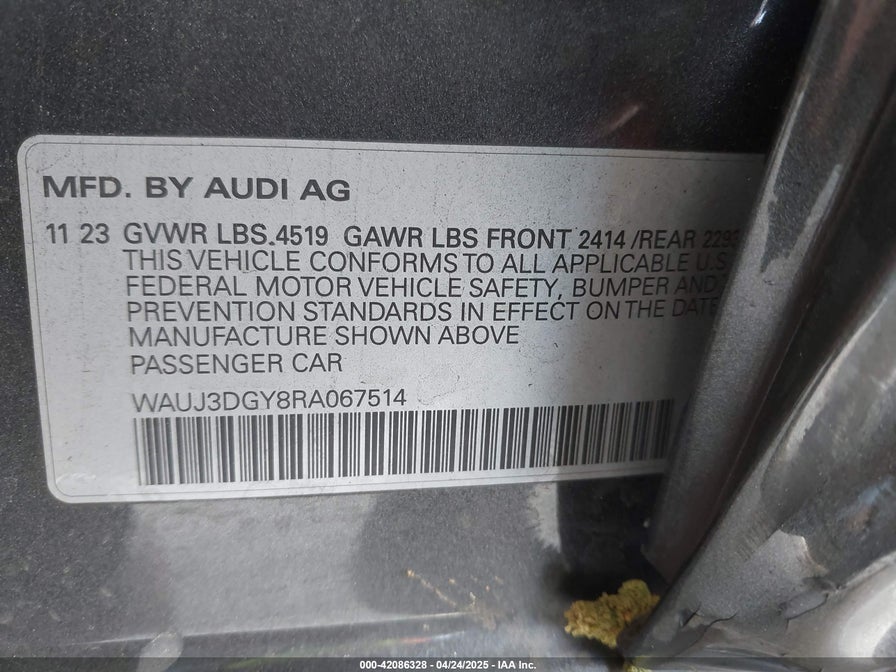 MFD. BY AUDI AG
11 23 GVWR LBS.4519 GAWR LBS FRONT 2414 /REAR 2293
THIS VEHICLE CONFORMS TO ALL APPLICABLE U.S
FEDERAL MOTOR VEHICLE SAFETY, BUMPER AND
PREVENTION STANDARDS IN EFFECT ON THE DATE
MANUFACTURE SHOWN ABOVE
PASSENGER CAR
WAUJ3DGY8RA067514
000-42086328 - 04/24/2025 - IAA Inc.